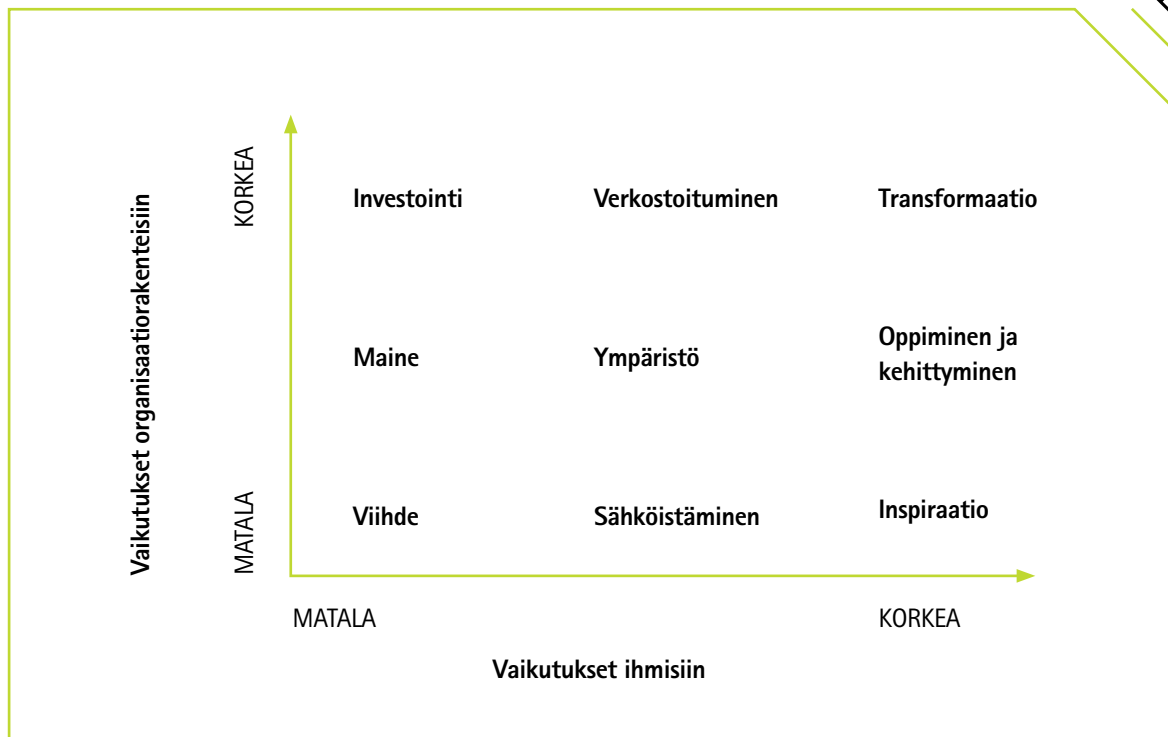 Vaikutukset organisaatiorakenteisiin
KORKEA
MATALA
Investointi
Verkostoituminen
Transformaatio
Maine
Ympäristö
Oppiminen ja
kehittyminen
Viihde
Sähköistäminen
Inspiraatio
MATALA
KORKEA
Vaikutukset ihmisiin